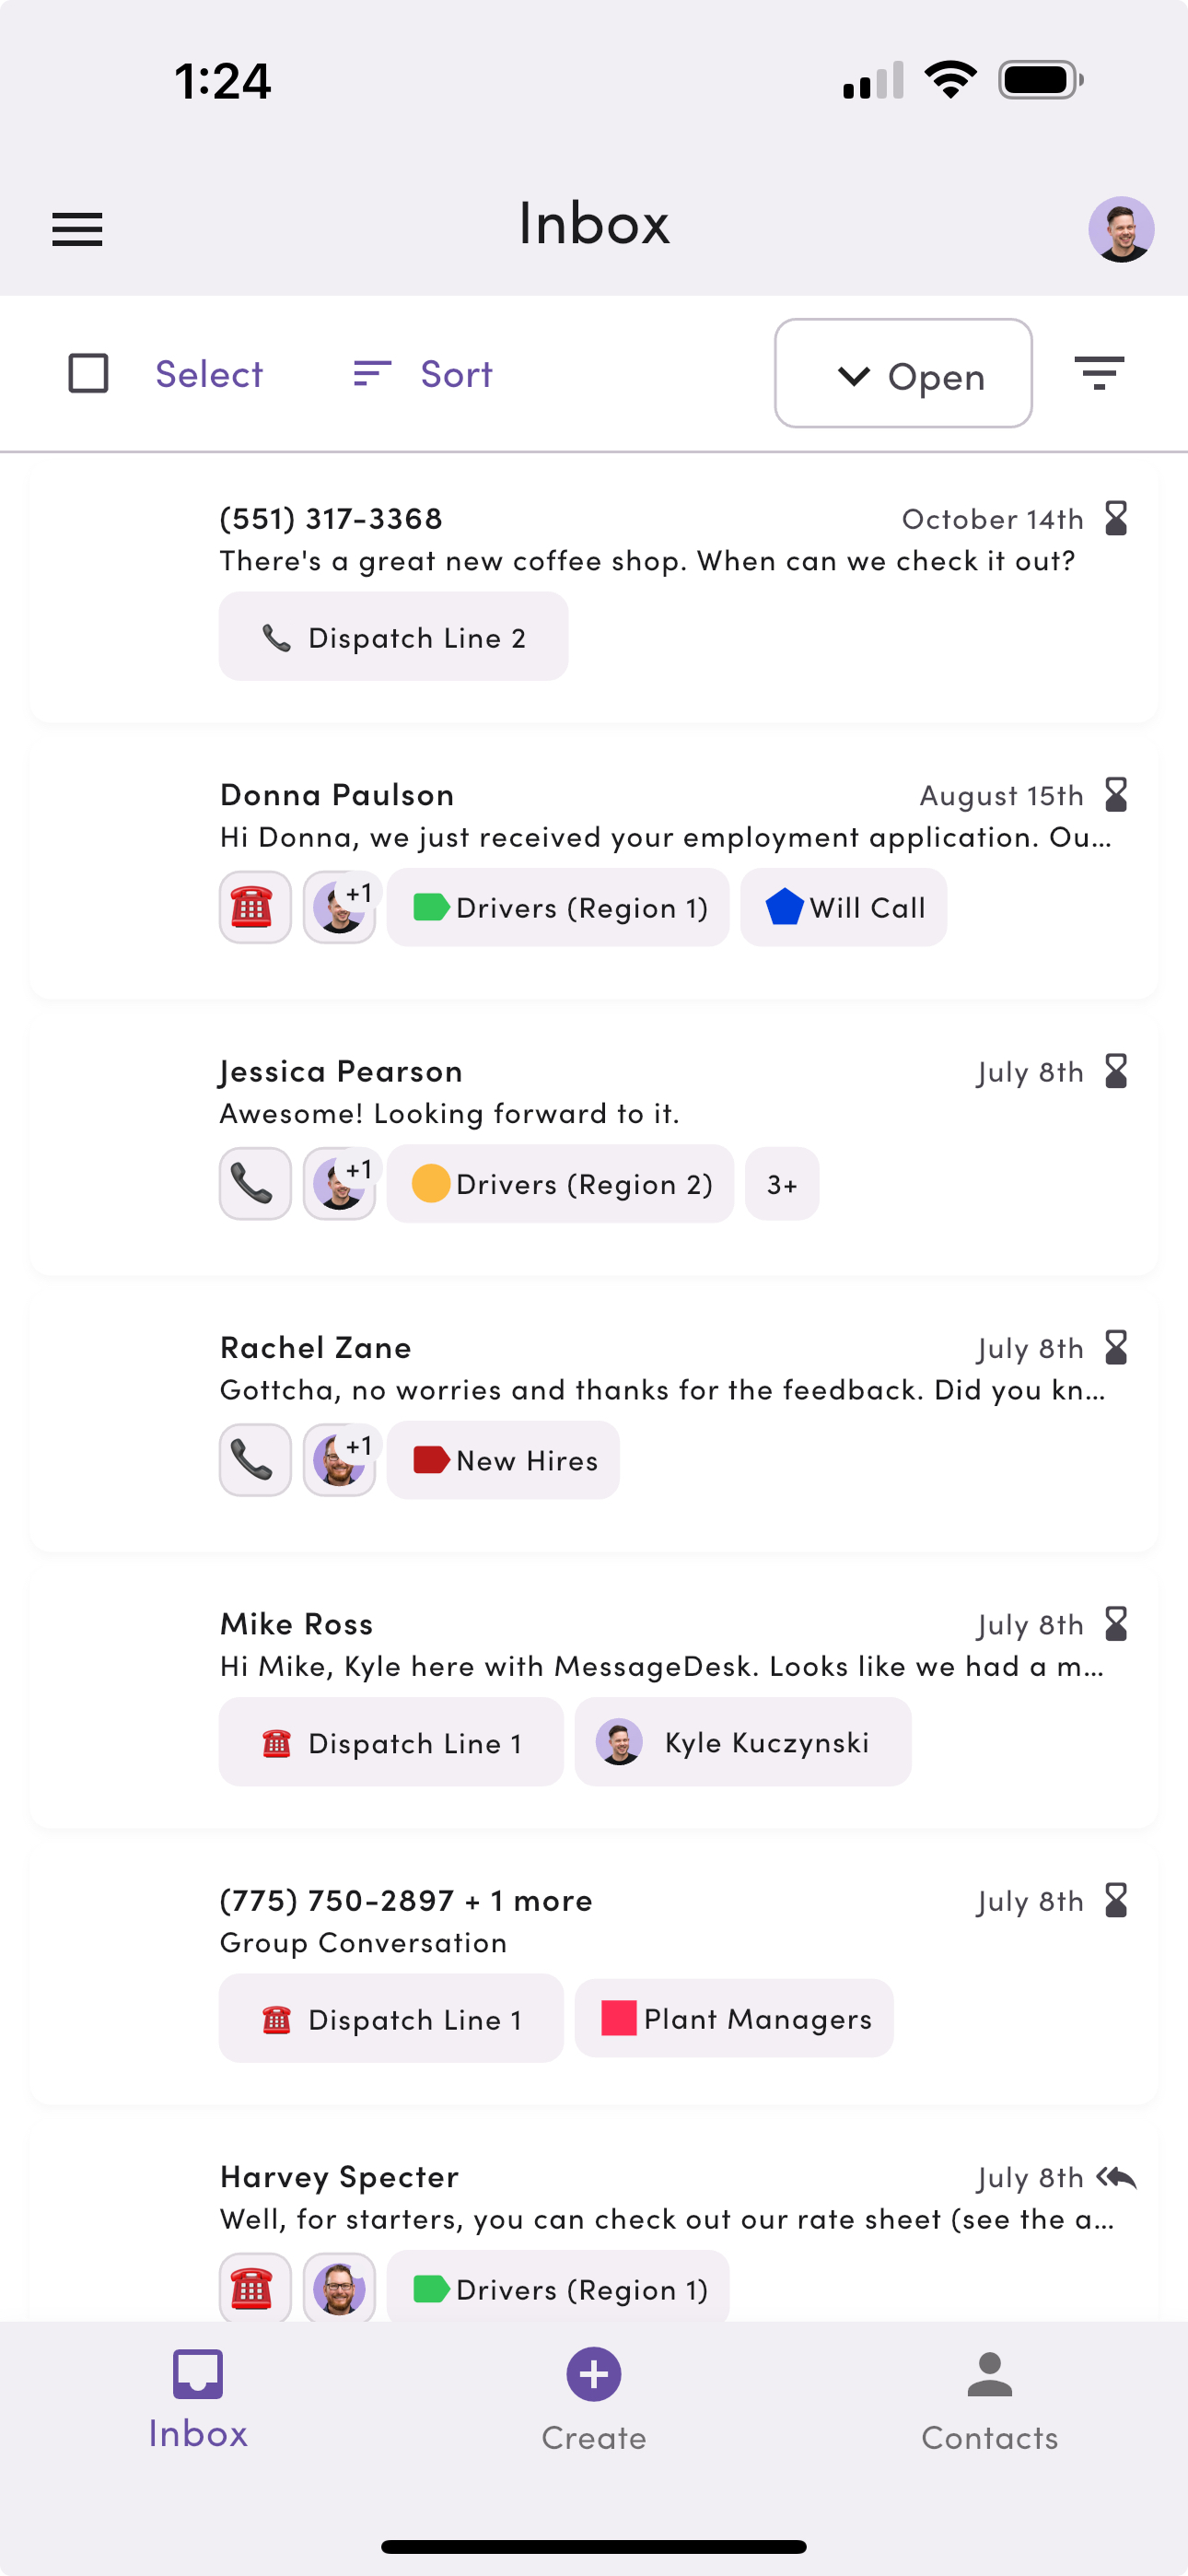 1:24
Inbox
Select
Sort
Open
(551) 317-3368
October 14th
There's a great new coffee shop. When can we check it out?
Dispatch Line 2
Donna Paulson
August 15th
Hi Donna, we just received your employment application. Ou...
+1
Drivers (Region 1)
Will Call
Jessica Pearson
July 8th
Awesome! Looking forward to it.
+1
Drivers (Region 2)
3+
Rachel Zane
July 8th
Gottcha, no worries and thanks for the feedback. Did you kn...
+1
New Hires
Mike Ross
July 8th
Hi Mike, Kyle here with MessageDesk. Looks like we had a m...
Dispatch Line 1
Kyle Kuczynski
(775) 750-2897 + 1 more
July 8th
Group Conversation
Dispatch Line 1
Plant Managers
Harvey Specter
July 8th
Well, for starters, you can check out our rate sheet (see the a...
Drivers (Region 1)
Inbox
Create
Contacts